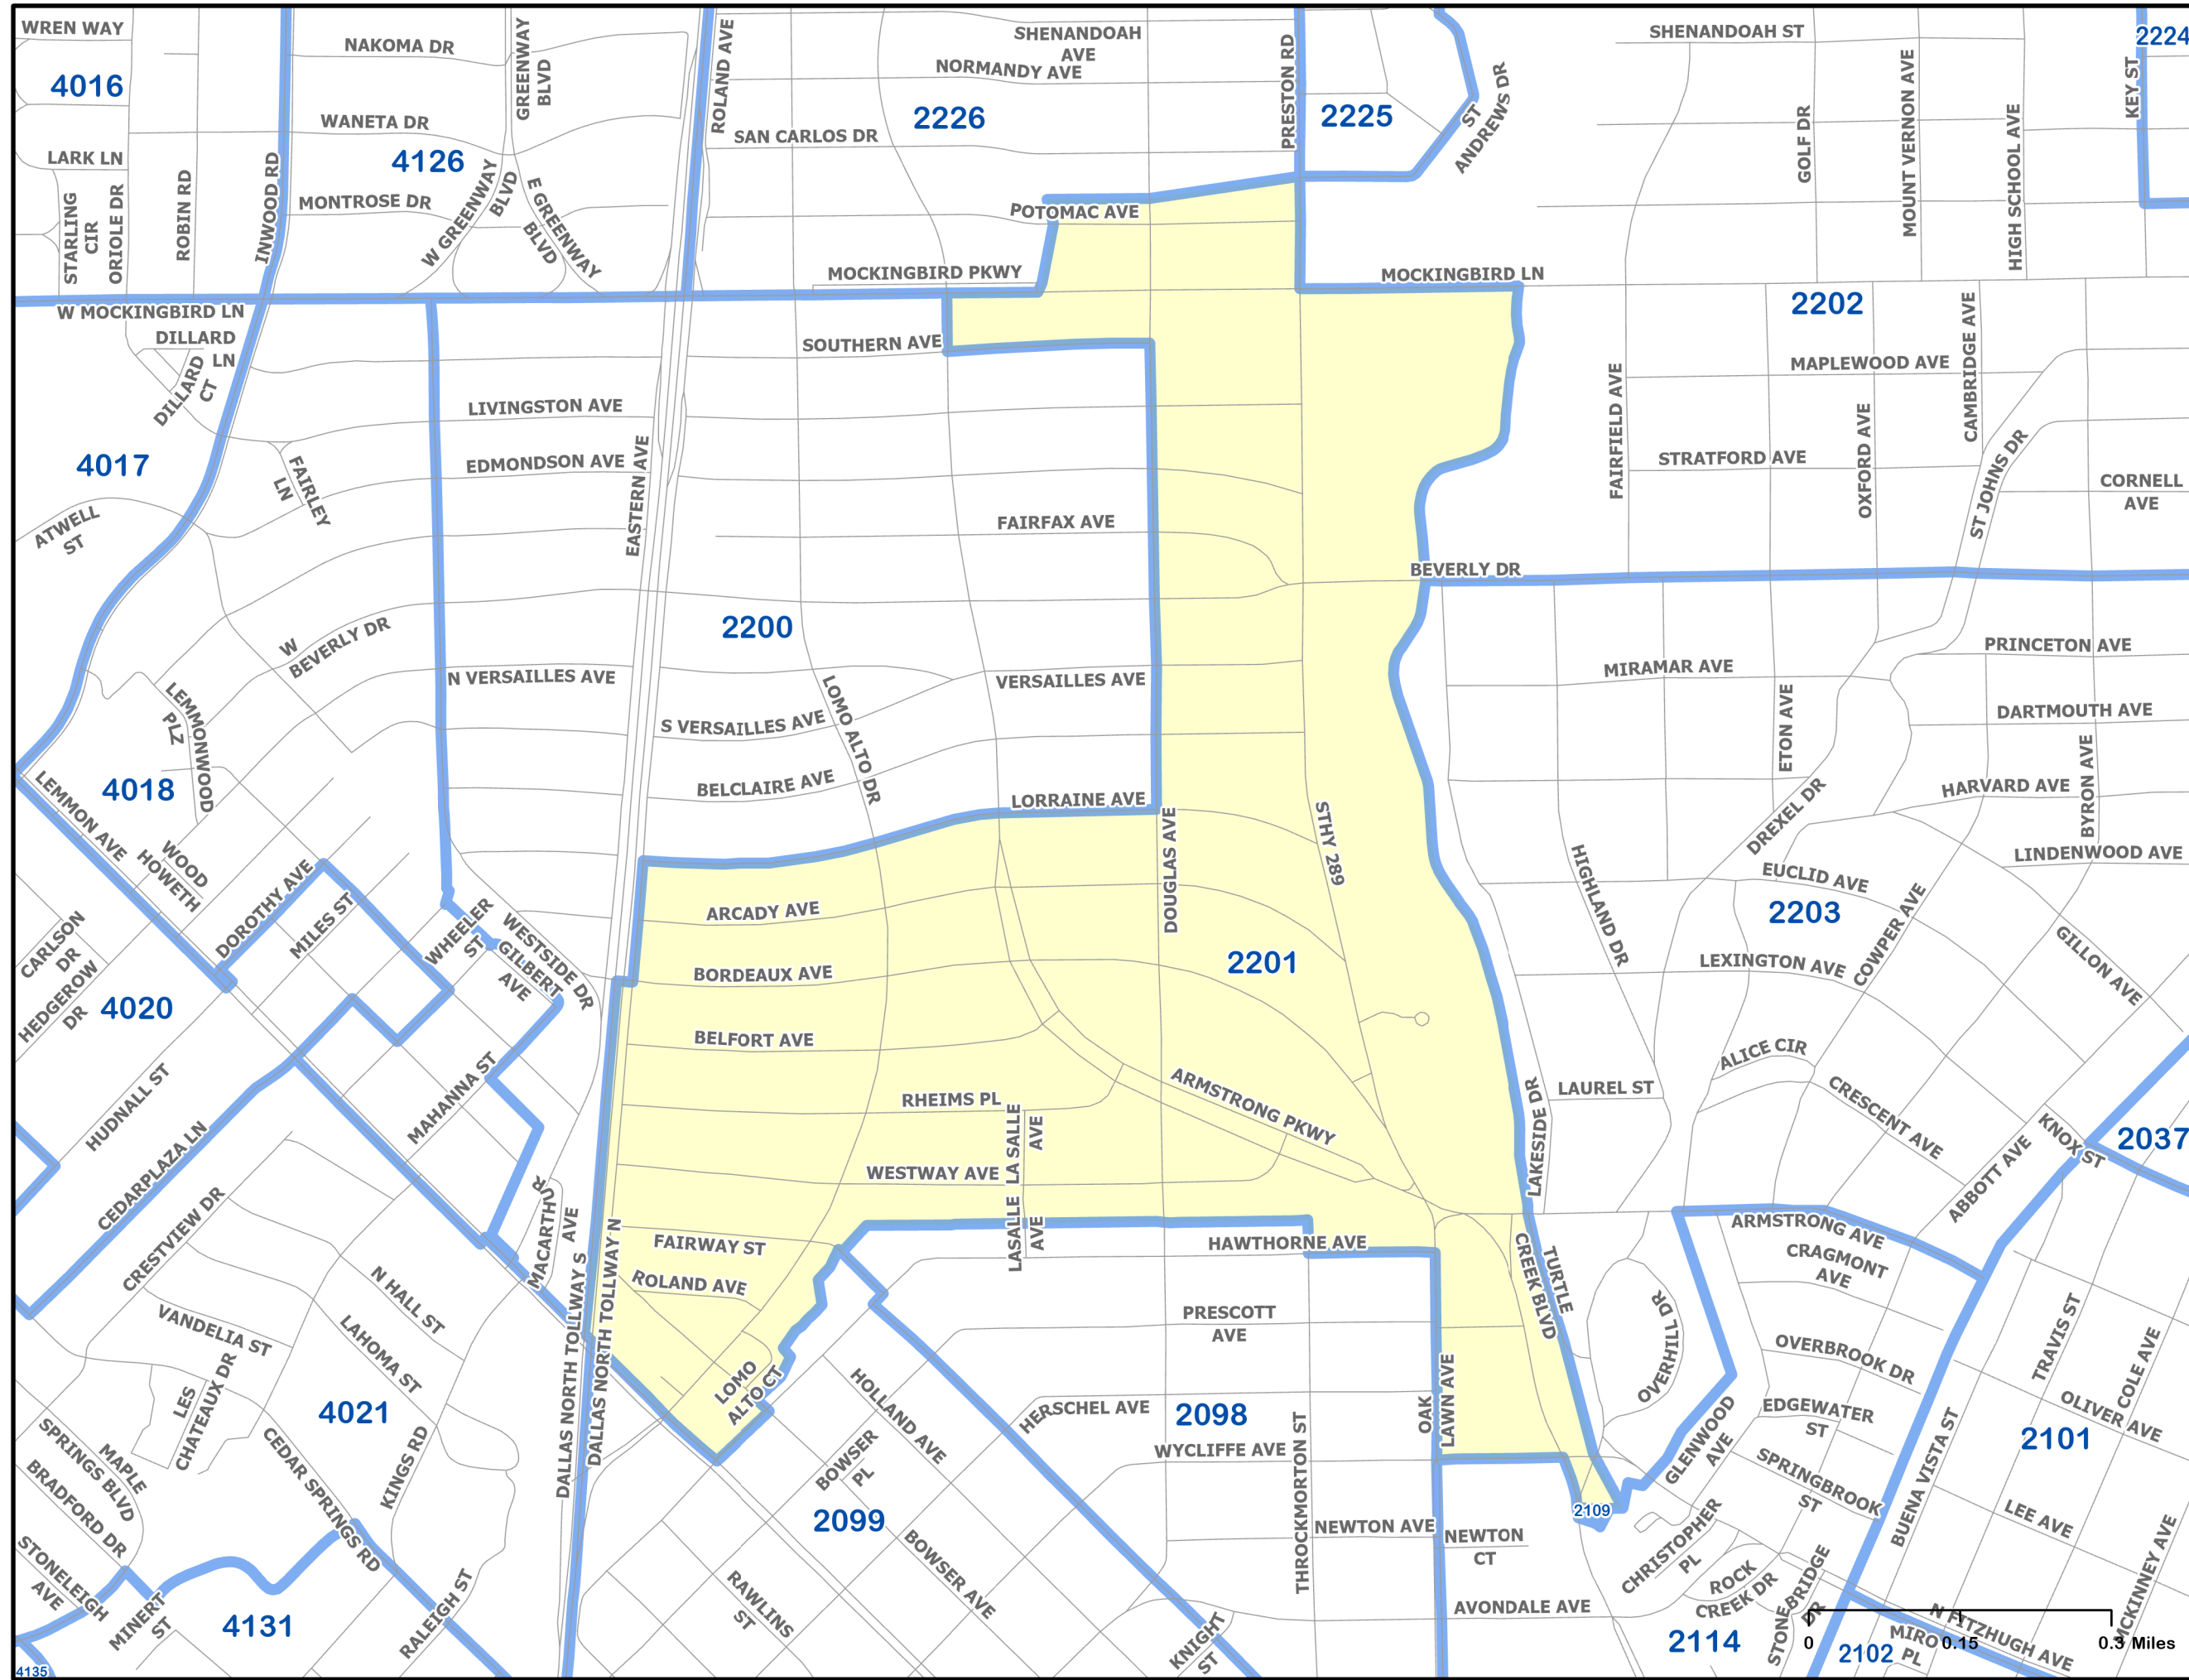 WREN WAY
4016
NAKOMA DR
GREENWAY
BLVD
ROLAND AVE
SHENANDOAH
AVE
NORMANDY AVE
2226
PRESTON RD
2225
ST
ANDREWS DR
SHENANDOAH ST
GOLF DR
MOUNT VERNON AVE
HIGH SCHOOL AVE
KEY ST
2224
WANETA DR
4126
SAN CARLOS DR
LARK LN
STARLING
CIR
ORIOLE DR
ROBIN RD
INWOOD RD
MONTROSE DR
W GREENWAY
BLVD
E GREENWAY
BLVD
POTOMAC AVE
MOCKINGBIRD PKWY
MOCKINGBIRD LN
W MOCKINGBIRD LN
2202
DILLARD
LN
DILLARD
CT
SOUTHERN AVE
FAIRFIELD AVE
MAPLEWOOD AVE
CAMBRIDGE AVE
OXFORD AVE
LIVINGSTON AVE
EASTERN AVE
4017
EDMONDSON AVE
FAIRLEY
LN
STRATFORD AVE
ST JOHNS DR
CORNELL
AVE
ATWELL
ST
FAIRFAX AVE
BEVERLY DR
2200
W
BEVERLY DR
N VERSAILLES AVE
VERSAILLES AVE
MIRAMAR AVE
PRINCETON AVE
LEMMONWOOD
PLZ
S VERSAILLES AVE
LOMO ALTO DR
ETON AVE
DARTMOUTH AVE
BYRON AVE
4018
LEMMON AVE
BELCLAIRE AVE
LORRAINE AVE
STHY 289
DREXEL DR
HARVARD AVE
WOOD
HOWETH
DOUGLAS AVE
HIGHLAND DR
LINDENWOOD AVE
EUCLID AVE
2203
COWPER AVE
DOROTHY AVE
MILES ST
WHEELER
ST
WESTSIDE DR
GILBERT
AVE
ARCADY AVE
CARLSON
DR
HEDGEROW
DR
4020
BORDEAUX AVE
2201
LEXINGTON AVE
GILLON AVE
BELFORT AVE
ALICE CIR
HUDNALL ST
MAHANNA ST
RHEIMS PL
LA SALLE
AVE
ARMSTRONG PKWY
LAKESIDE DR
LAUREL ST
CRESCENT AVE
KNOX ST
2037
CEDARPLAZA LN
WESTWAY AVE
ABBOTT AVE
CRESTVIEW DR
MACARTHUR
AVE
FAIRWAY ST
LASALLE
AVE
HAWTHORNE AVE
TURTLE
CREEK BLVD
ARMSTRONG AVE
CRAGMONT
AVE
ROLAND AVE
N HALL ST
VANDELIA ST
LAHOMA ST
DALLAS NORTH TOLLWAY S
DALLAS NORTH TOLLWAY N
PRESCOTT
AVE
OVERHILL DR
OVERBROOK DR
TRAVIS ST
COLE AVE
LES
CHATEAUX DR
LOMO
ALTO CT
HOLLAND AVE
4021
HERSCHEL AVE
2098
OAK
LAWN AVE
EDGEWATER
ST
OLIVER AVE
2101
MAPLE
SPRINGS BLVD
CEDAR SPRINGS RD
KINGS RD
BOWSER
PL
WYCLIFFE AVE
THROCKMORTON ST
GLENWOOD
AVE
SPRINGBROOK
ST
BUENA VISTA ST
BRADFORD DR
2099
BOWSER AVE
2109
NEWTON AVE
NEWTON
CT
LEE AVE
CHRISTOPHER
PL
ROCK
CREEK DR
STONEBRIDGE
DR
MCKINNEY AVE
STONELEIGH
AVE
MINERT
ST
4131
RALEIGH ST
RAWLINS
ST
KNIGHT
ST
AVONDALE AVE
2114
2102
MIRO
PL
N FITZHUGH AVE
4135
0
0.15
0.3 Miles